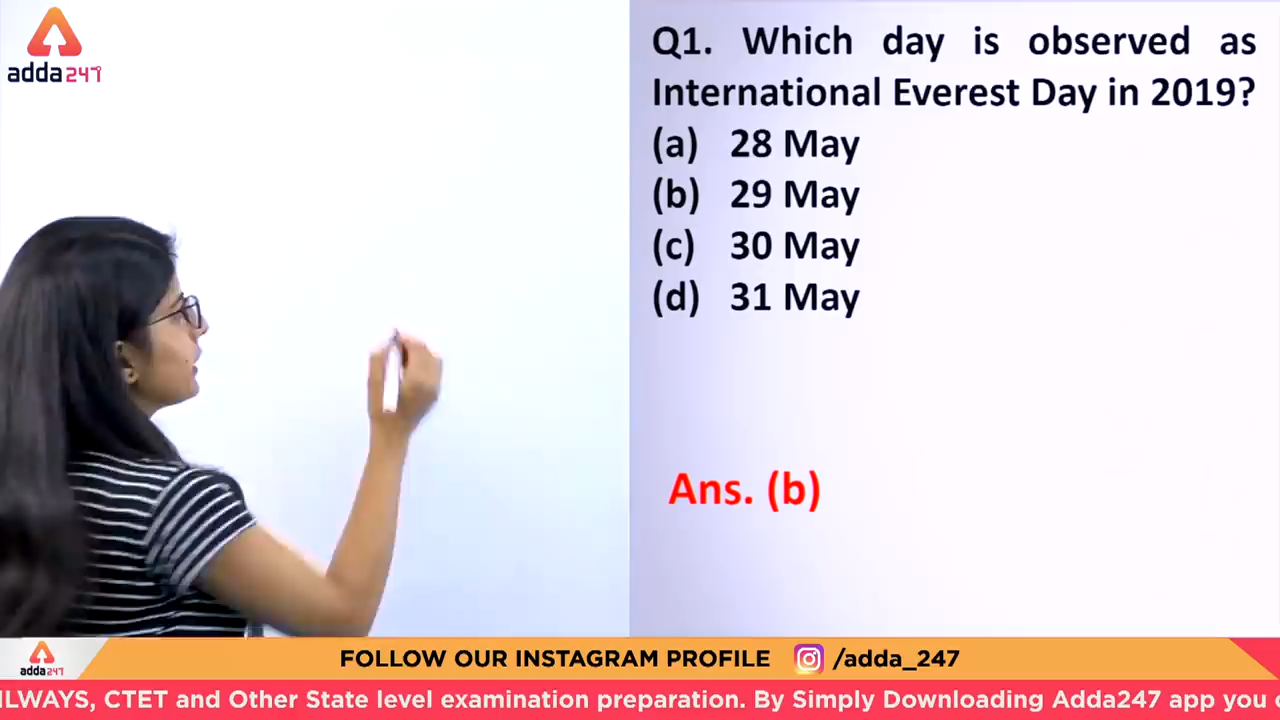 adda247
Q1. Which day is observed as
International Everest Day in 2019?
(a) 28 May
(b) 29 May
(c) 30 May
(d) 31 May
Ans. (b)
adda247
FOLLOW OUR INSTAGRAM PROFILE /adda_247
ILWAYS, CTET and Other State level examination preparation. By Simply Downloading Adda247 app you